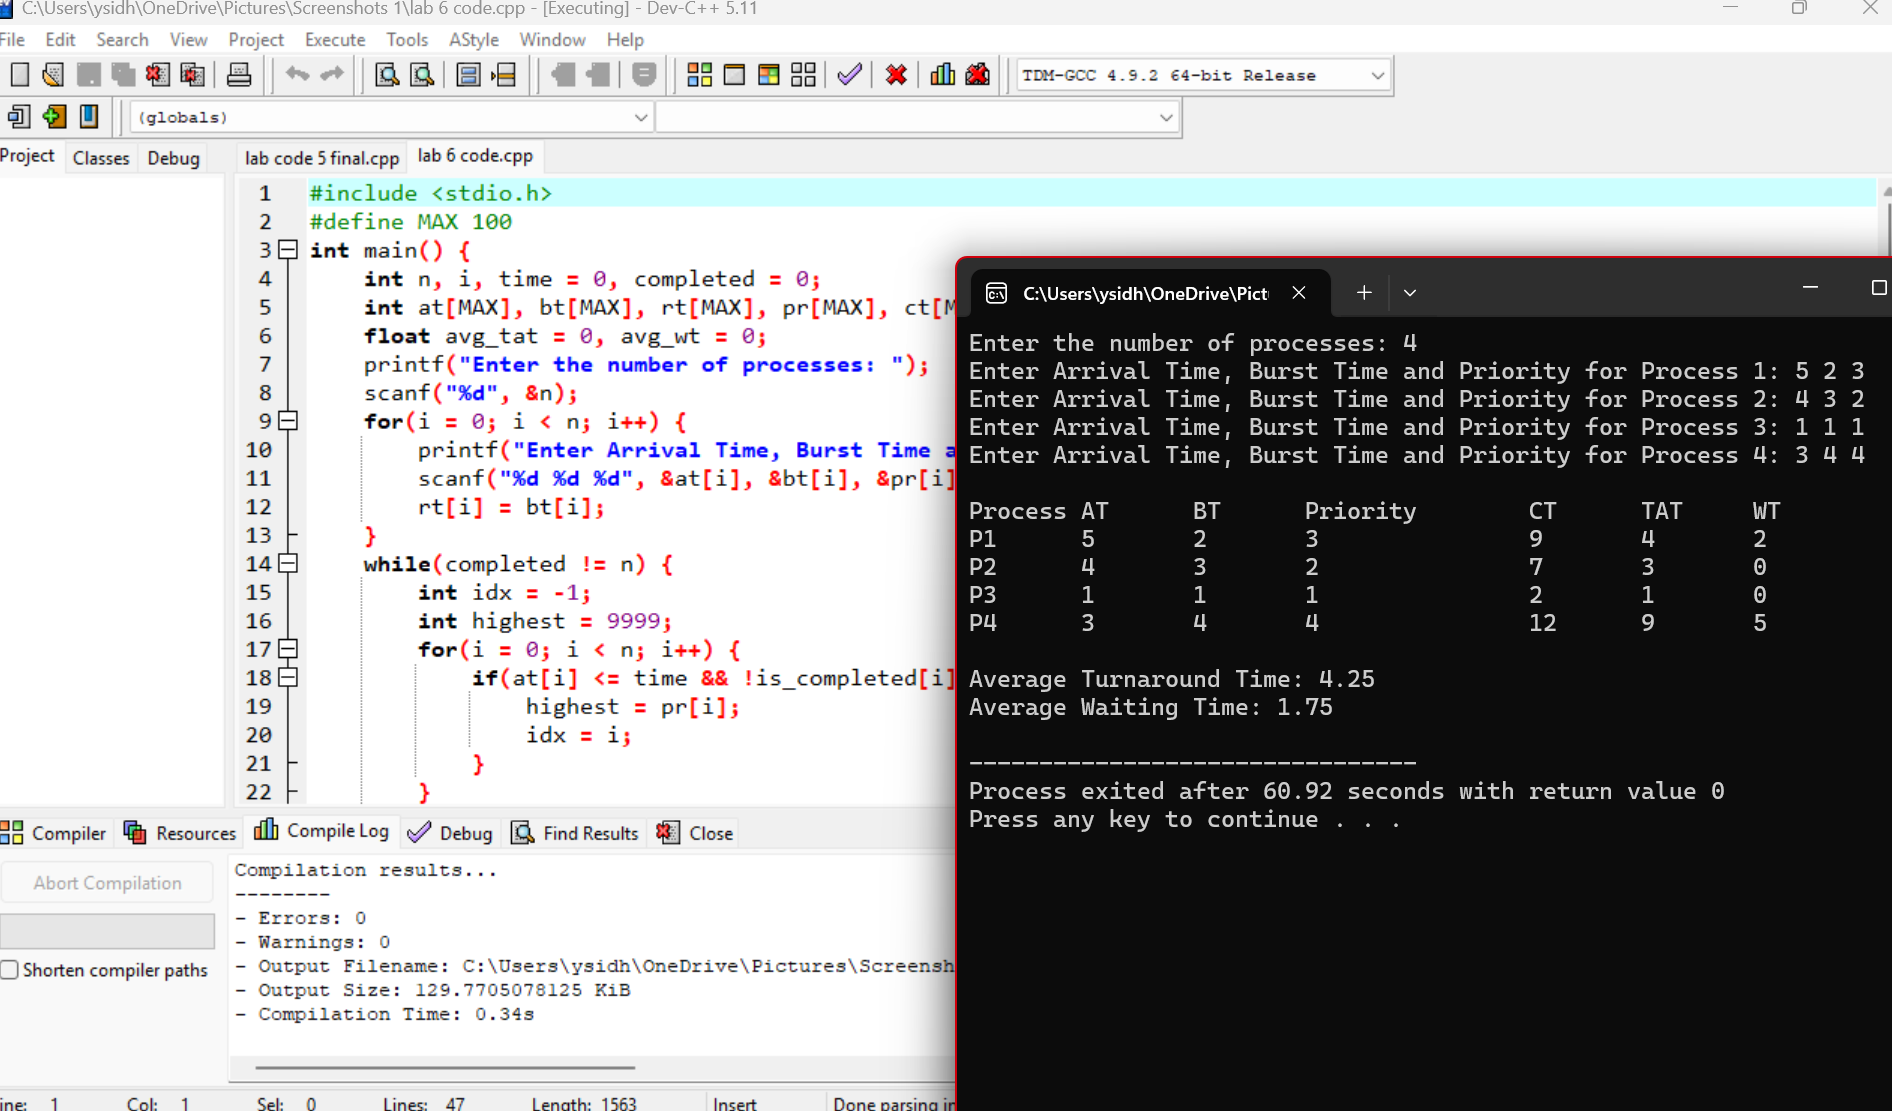 C:\Users\ysidh\OneDrive\Pictures\Screenshots 1\lab 6 code.cpp - [Executing] - Dev-C++ 5.11
File Edit Search View Project Execute Tools AStyle Window Help
TDM-GCC 4.9.2 64-bit Release
(globals)
Project Classes Debug
lab code 5 final.cpp lab 6 code.cpp
1 #include <stdio.h>
2 #define MAX 100
3 int main() {
4 int n, i, time = 0, completed = 0;
5 int at[MAX], bt[MAX], rt[MAX], pr[MAX], ct[M
6 float avg_tat = 0, avg_wt = 0;
7 printf("Enter the number of processes: ");
8 scanf("%d", &n);
9 for(i = 0; i < n; i++) {
10 printf("Enter Arrival Time, Burst Time a
11 scanf("%d %d %d", &at[i], &bt[i], &pr[i]
12 rt[i] = bt[i];
13 }
14 while(completed != n) {
15 int idx = -1;
16 int highest = 9999;
17 for(i = 0; i < n; i++) {
18 if(at[i] <= time && !is_completed[i]
19 highest = pr[i];
20 idx = i;
21 }
22 }
C:\Users\ysidh\OneDrive\Pict
Enter the number of processes: 4
Enter Arrival Time, Burst Time and Priority for Process 1: 5 2 3
Enter Arrival Time, Burst Time and Priority for Process 2: 4 3 2
Enter Arrival Time, Burst Time and Priority for Process 3: 1 1 1
Enter Arrival Time, Burst Time and Priority for Process 4: 3 4 4
Process AT BT Priority CT TAT WT
P1 5 2 3 9 4 2
P2 4 3 2 7 3 0
P3 1 1 1 2 1 0
P4 3 4 4 12 9 5
Average Turnaround Time: 4.25
Average Waiting Time: 1.75
--------------------------------
Process exited after 60.92 seconds with return value 0
Press any key to continue . . .
Compiler Resources Compile Log Debug Find Results Close
Abort Compilation
Shorten compiler paths
Compilation results...
--------
- Errors: 0
- Warnings: 0
- Output Filename: C:\Users\ysidh\OneDrive\Pictures\Screensh
- Output Size: 129.7705078125 KiB
- Compilation Time: 0.34s
ine: 1 Col: 1 Sel: 0 Lines: 47 Length: 1563 Insert Done parsing in